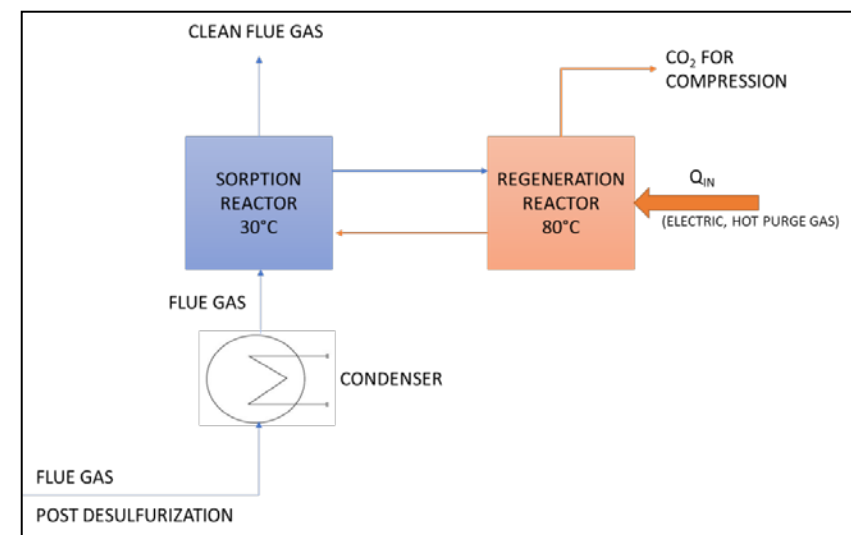 CLEAN FLUE GAS
CO₂ FOR
COMPRESSION
SORPTION
REACTOR
30°C
REGENERATION
REACTOR
80°C
Q_IN
(ELECTRIC, HOT PURGE GAS)
FLUE GAS
CONDENSER
FLUE GAS
POST DESULFURIZATION